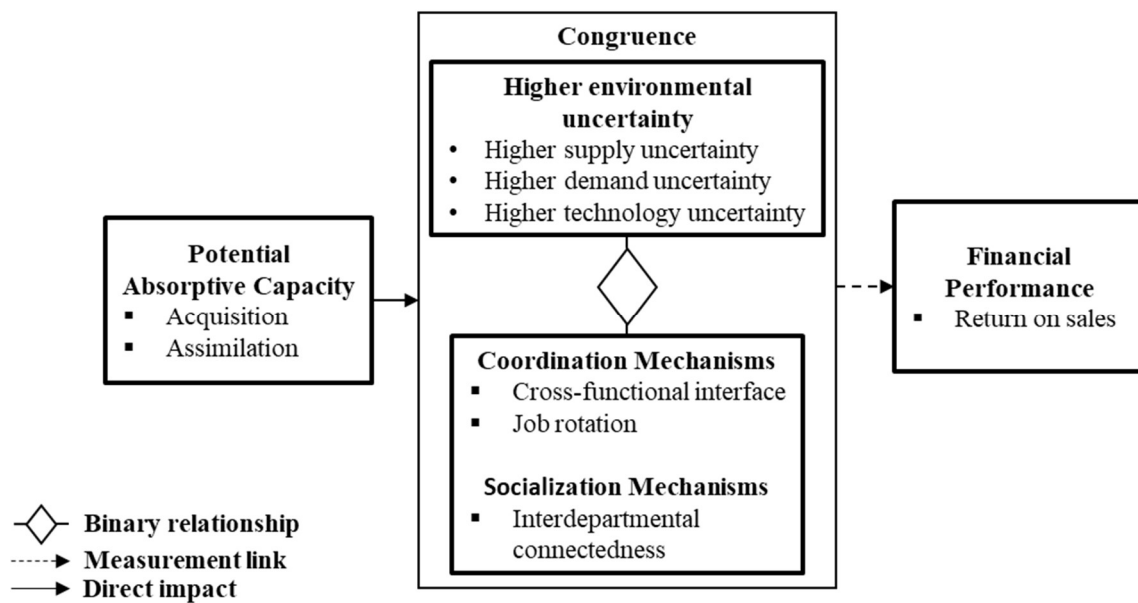 Congruence
Higher environmental
uncertainty
• Higher supply uncertainty
• Higher demand uncertainty
• Higher technology uncertainty
Potential
Absorptive Capacity
▪ Acquisition
▪ Assimilation
Financial
Performance
▪ Return on sales
Coordination Mechanisms
▪ Cross-functional interface
▪ Job rotation
Socialization Mechanisms
▪ Interdepartmental
connectedness
Binary relationship
Measurement link
Direct impact